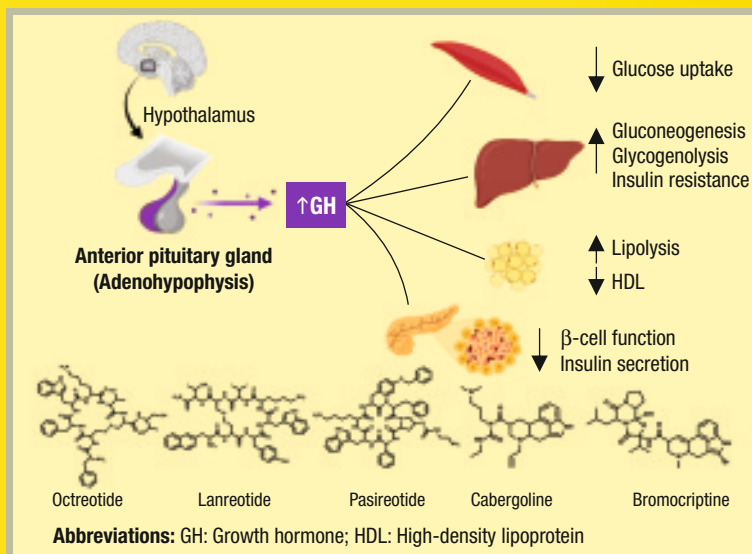 Hypothalamus
Anterior pituitary gland
(Adenohypophysis)
↑GH
Glucose uptake
Gluconeogenesis
Glycogenolysis
Insulin resistance
Lipolysis
HDL
β-cell function
Insulin secretion
Octreotide Lanreotide Pasireotide Cabergoline Bromocriptine
Abbreviations: GH: Growth hormone; HDL: High-density lipoprotein